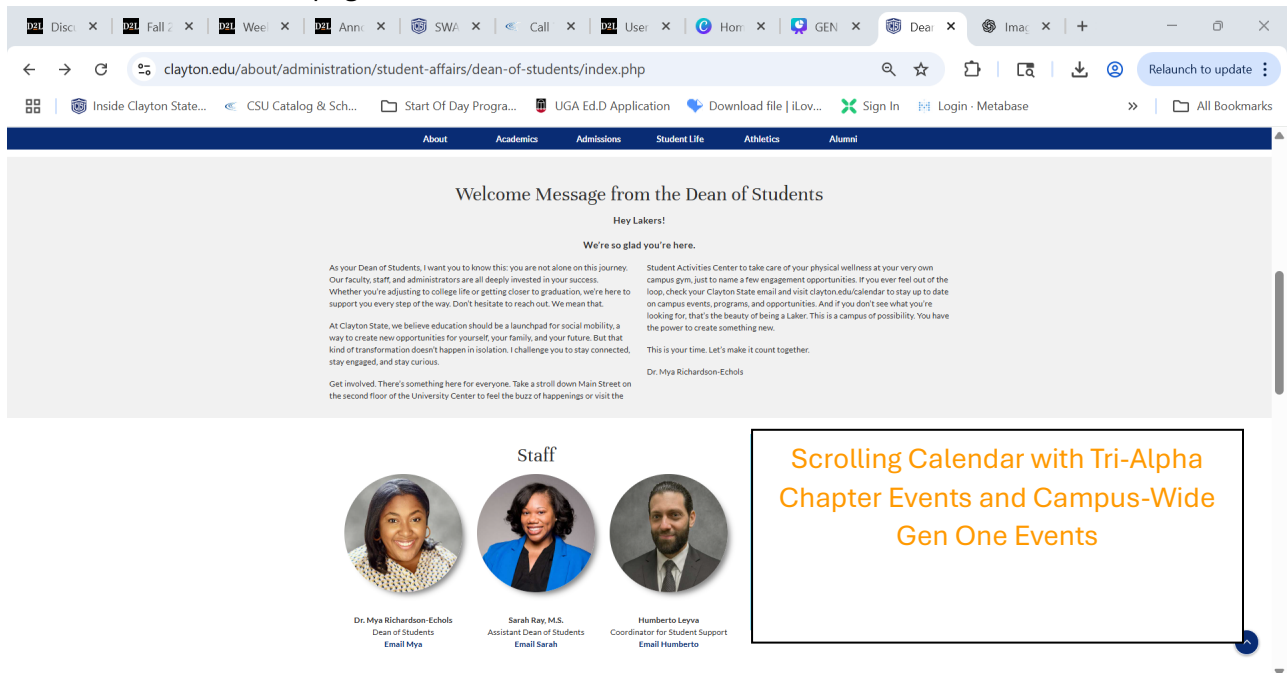 Disc
Fall 2
Wee
Anno
SWA
Call
User
Hom
GEN
Dear
Imag
clayton.edu/about/administration/student-affairs/dean-of-students/index.php
Relaunch to update
Inside Clayton State...
CSU Catalog & Sch...
Start Of Day Progra...
UGA Ed.D Applic­ation
Download file | iLov...
Sign In
Login · Metabase
»
All Bookmarks
About Academics Admissions Student Life Athletics Alumni
Welcome Message from the Dean of Students
Hey Lakers!
We're so glad you're here.
As your Dean of Students, I want you to know this: you are not alone on this journey.
Our faculty, staff, and administrators are all deeply invested in your success.
Whether you're adjusting to college life or getting closer to graduation, we're here to
support you every step of the way. Don't hesitate to reach out. We mean that.
At Clayton State, we believe education should be a launchpad for social mobility, a
way to create new opportunities for yourself, your family, and your future. But that
kind of transformation doesn't happen in isolation. I challenge you to stay connected,
stay engaged, and stay curious.
Get involved. There's something here for everyone. Take a stroll down Main Street on
the second floor of the University Center to feel the buzz of happenings or visit the
Student Activities Center to take care of your physical wellness at your very own
campus gym, just to name a few engagement opportunities. If you ever feel out of the
loop, check your Clayton State email and visit clayton.edu/calendar to stay up to date
on campus events, programs, and opportunities. And if you don't see what you're
looking for, that's the beauty of being a Laker. This is a campus of possibility. You have
the power to create something new.
This is your time. Let's make it count together.
Dr. Mya Richardson-Echols
Staff
Dr. Mya Richardson-Echols
Dean of Students
Email Mya
Sarah Ray, M.S.
Assistant Dean of Students
Email Sarah
Humberto Leyva
Coordinator for Student Support
Email Humberto
Scrolling Calendar with Tri-Alpha
Chapter Events and Campus-Wide
Gen One Events